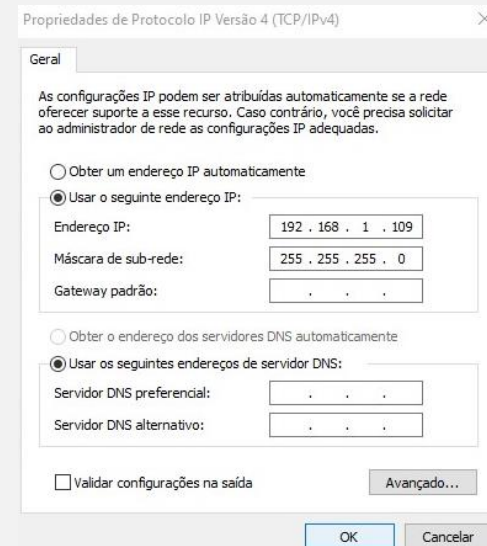 Propriedades de Protocolo IP Versão 4 (TCP/IPv4)
Geral
As configurações IP podem ser atribuídas automaticamente se a rede
oferecer suporte a esse recurso. Caso contrário, você precisa solicitar
ao administrador de rede as configurações IP adequadas.
Obter um endereço IP automaticamente
Usar o seguinte endereço IP:
Endereço IP: 192 . 168 . 1 . 109
Máscara de sub-rede: 255 . 255 . 255 . 0
Gateway padrão: . . .
Obter o endereço dos servidores DNS automaticamente
Usar os seguintes endereços de servidor DNS:
Servidor DNS preferencial: . . .
Servidor DNS alternativo: . . .
Validar configurações na saída Avançado...
OK Cancelar